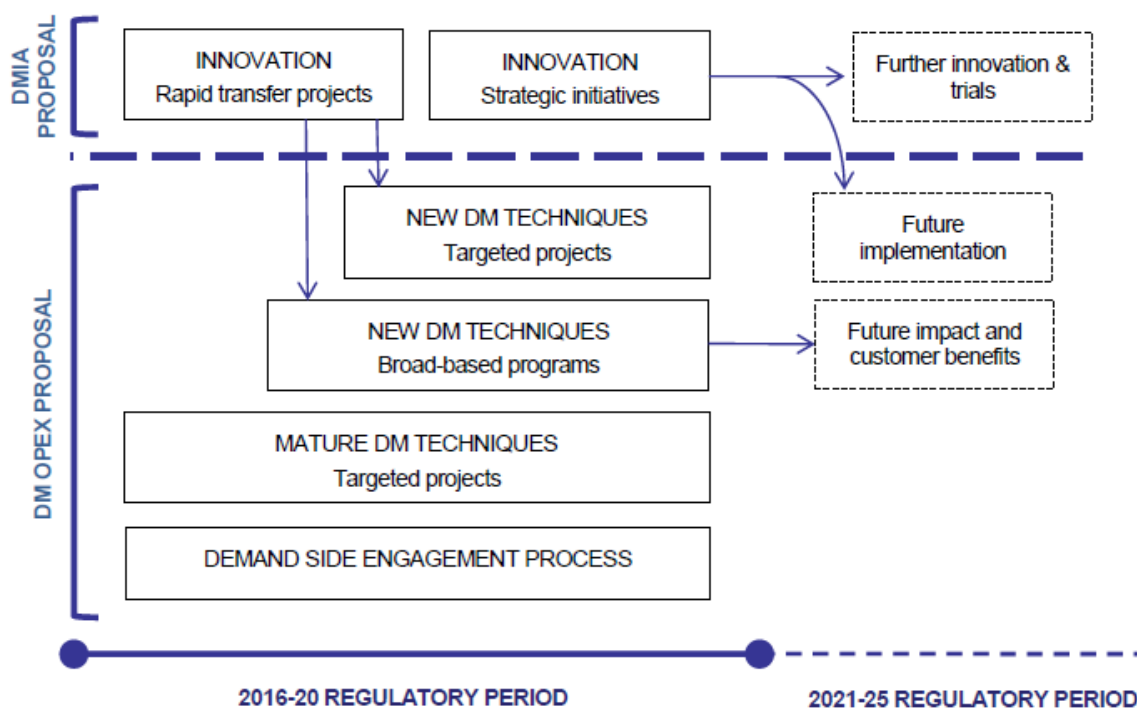 DMIA
PROPOSAL
INNOVATION
Rapid transfer projects
INNOVATION
Strategic initiatives
Further innovation &
trials
DM OPEX PROPOSAL
NEW DM TECHNIQUES
Targeted projects
Future
implementation
NEW DM TECHNIQUES
Broad-based programs
Future impact and
customer benefits
MATURE DM TECHNIQUES
Targeted projects
DEMAND SIDE ENGAGEMENT PROCESS
2016-20 REGULATORY PERIOD
2021-25 REGULATORY PERIOD